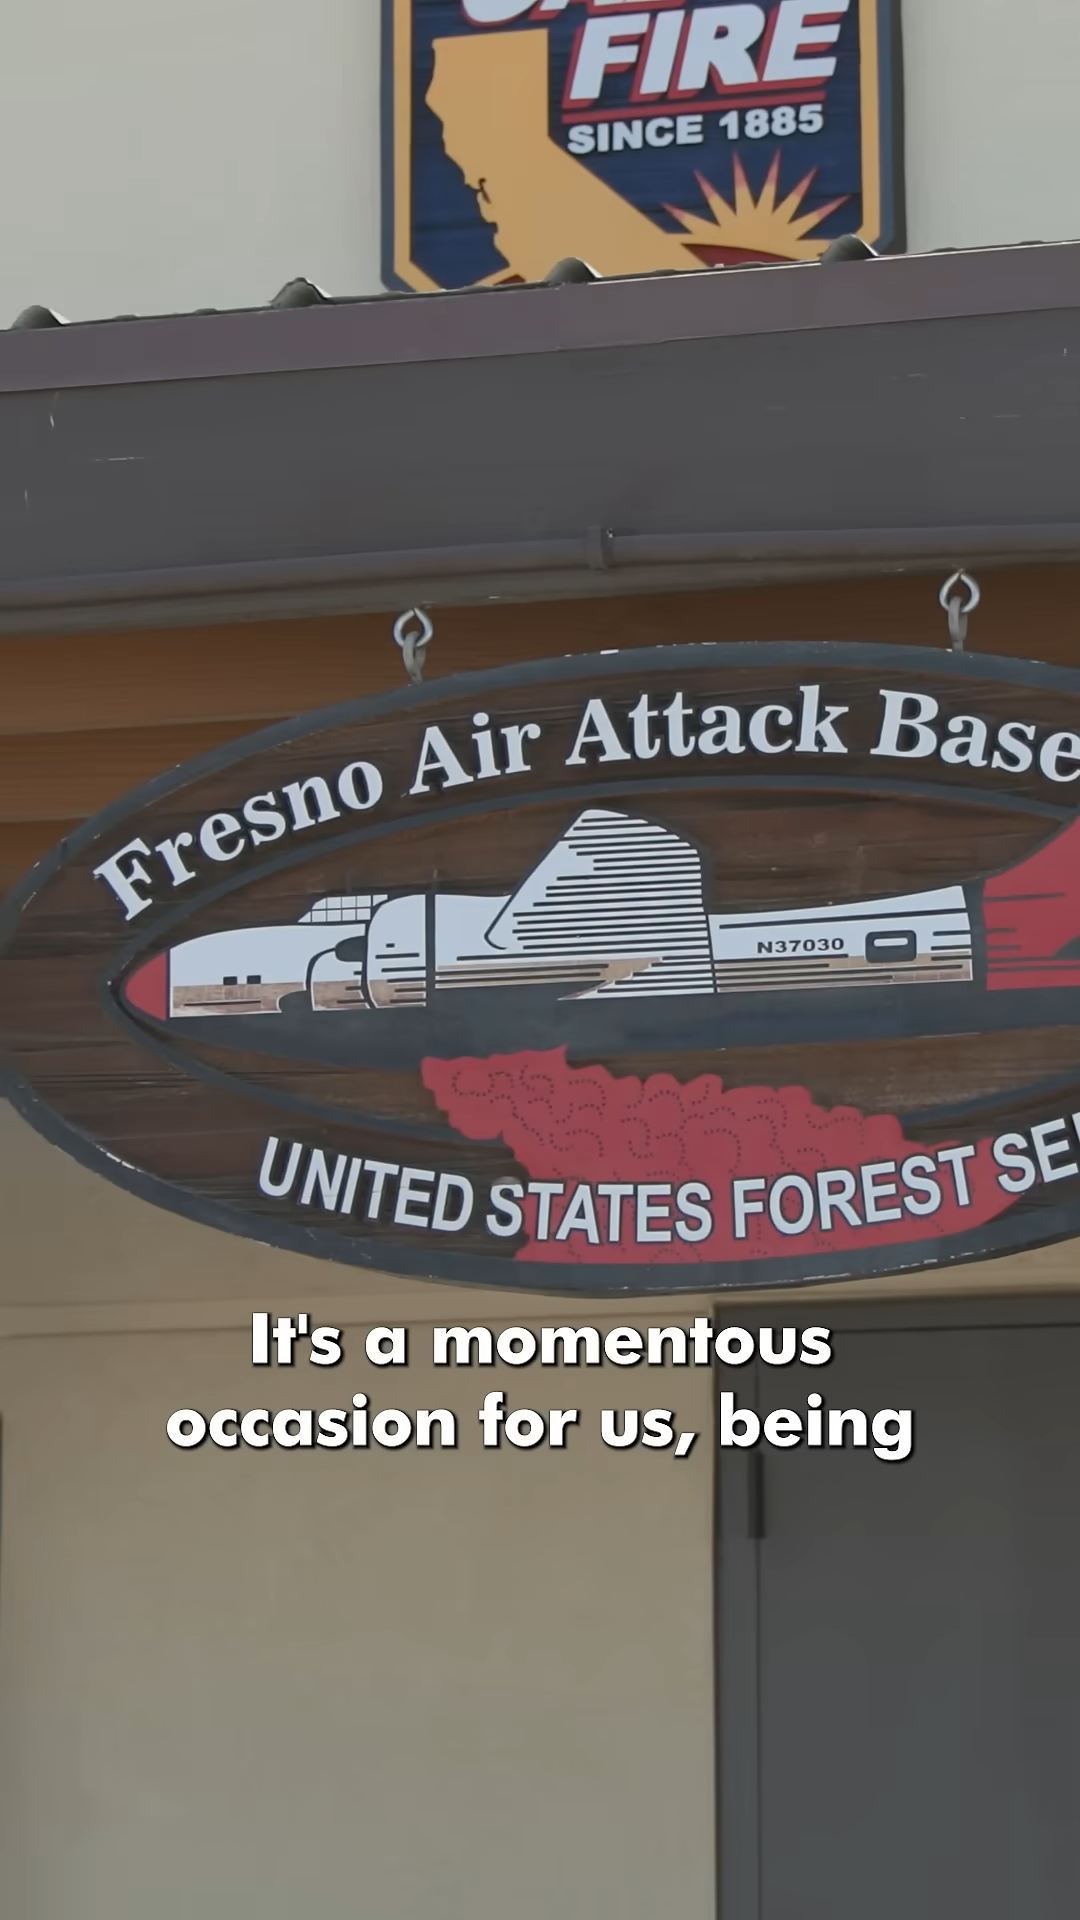 FIRE
SINCE 1885
Fresno Air Attack Base
N37030
UNITED STATES FOREST
It's a momentous
occasion for us, being